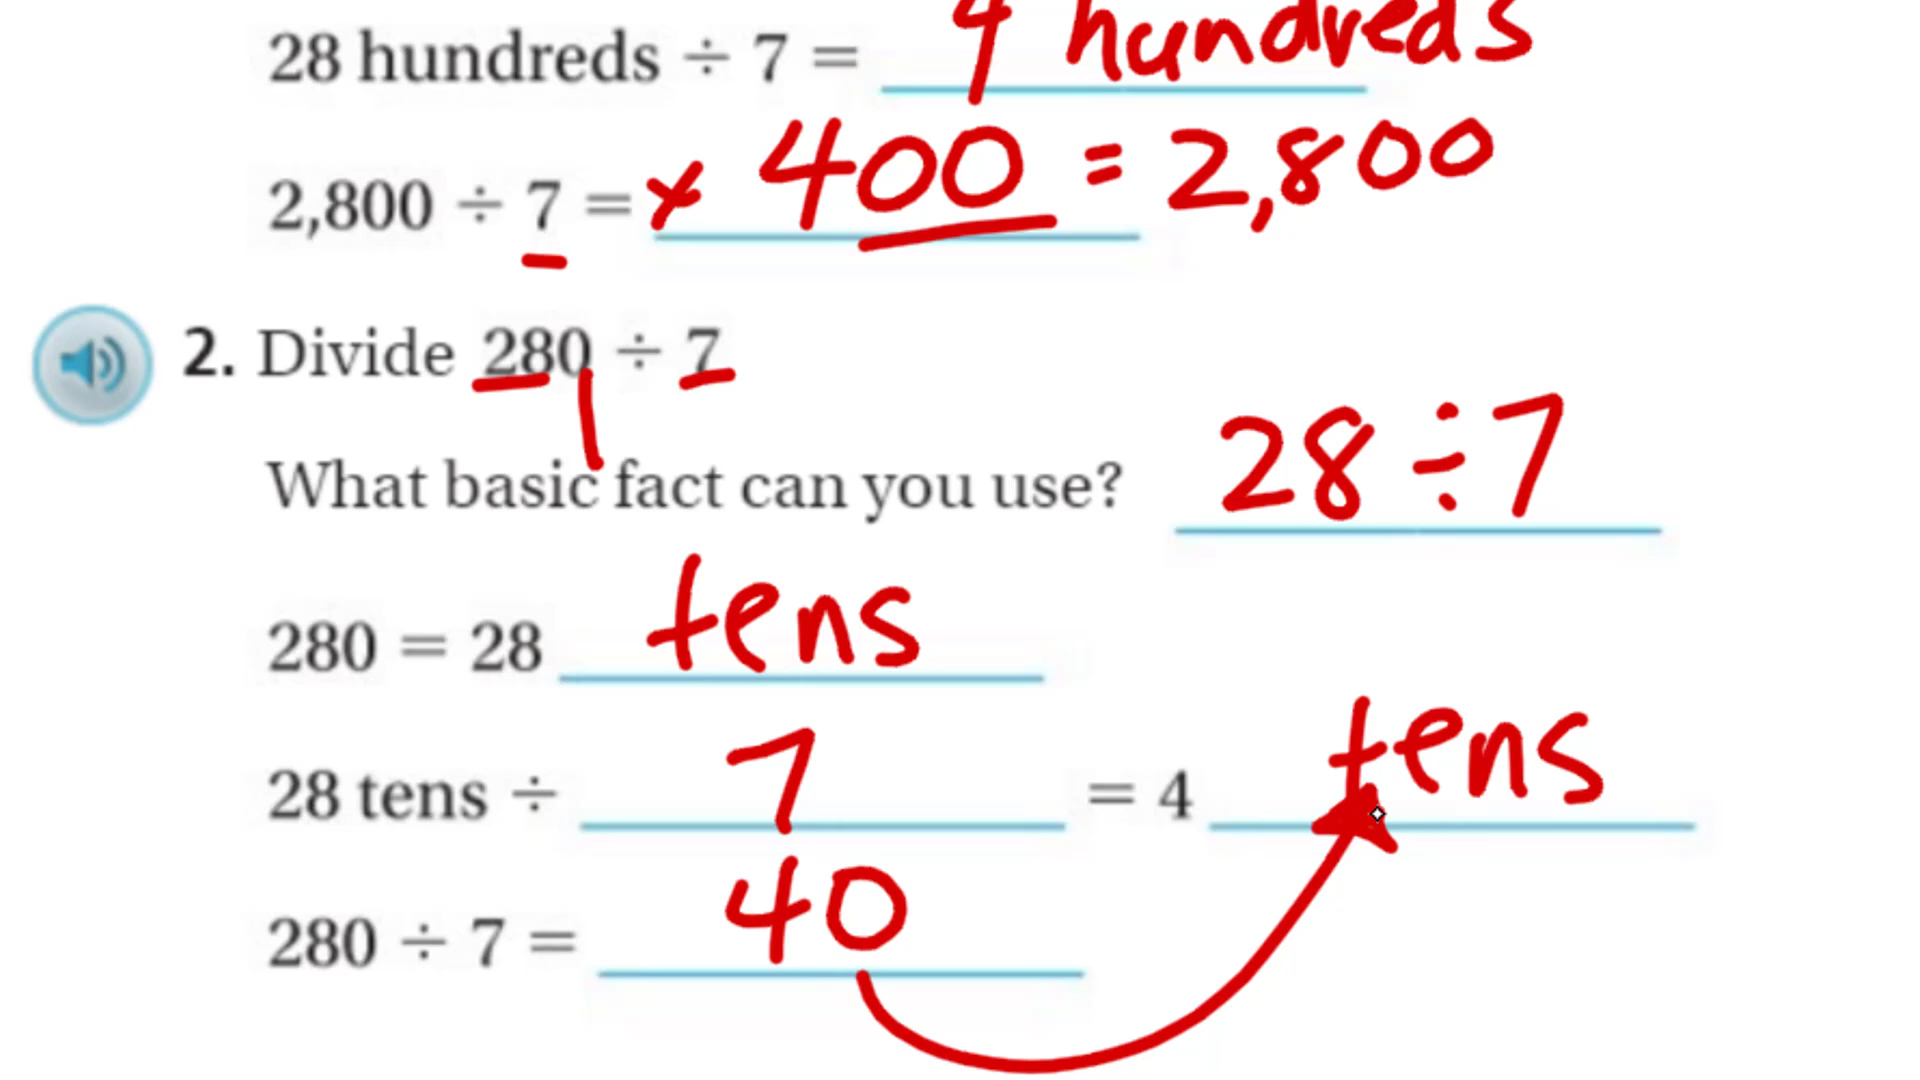 28 hundreds ÷ 7 = 4 hundreds
2,800 ÷ 7 = x 400 = 2,800
2. Divide 280 ÷ 7
What basic fact can you use? 28 ÷ 7
280 = 28 tens
28 tens ÷ 7 = 4 tens
280 ÷ 7 = 40